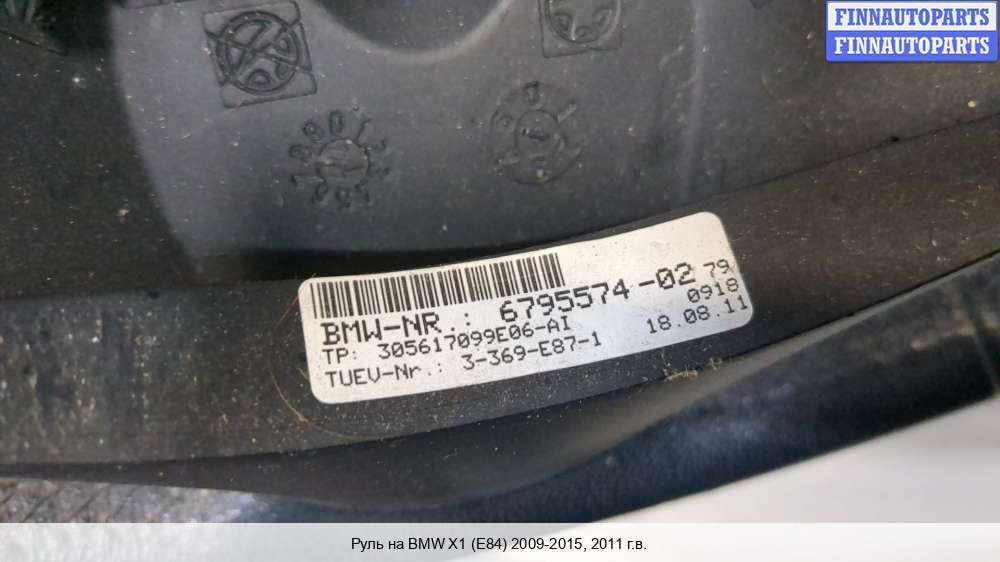 FINNAUTOPARTS
FINNAUTOPARTS
BMW-NR.: 6795574-02 79
TP: 305617099E06-AI 0918
TUEV-Nr.: 3-369-E87-1 18.08.11
Руль на BMW X1 (E84) 2009-2015, 2011 г.в.